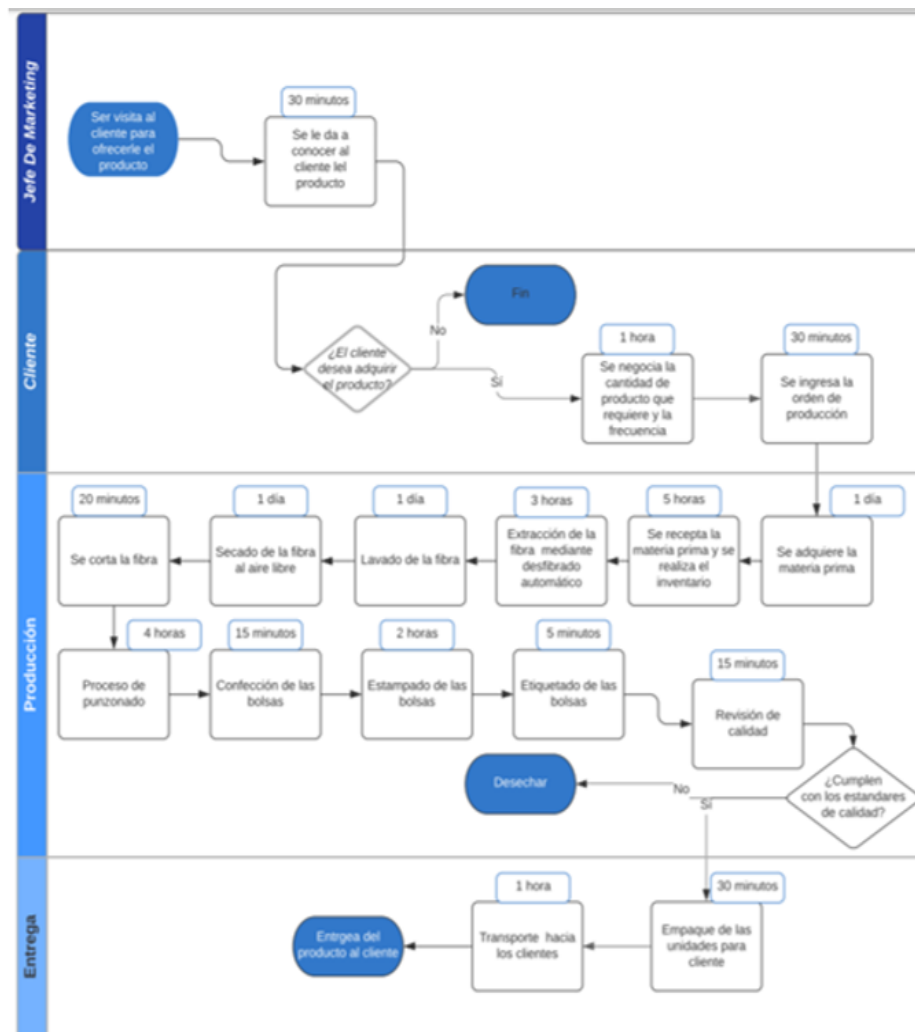 Jefe De Marketing
Ser visita al
cliente para
ofrecerle el
producto
30 minutos
Se le da a
conocer al
cliente lel
producto
Cliente
¿El cliente
desea adquirir
el producto?
No
Fin
Sí
1 hora
Se negocia la
cantidad de
producto que
requiere y la
frecuencia
30 minutos
Se ingresa la
orden de
producción
Producción
1 día
Se adquiere la
materia prima
5 horas
Se recepta la
materia prima y se
realiza el
inventario
3 horas
Extracción de la
fibra mediante
desfibrado
automático
1 día
Lavado de la fibra
1 día
Secado de la fibra
al aire libre
20 minutos
Se corta la fibra
4 horas
Proceso de
punzonado
15 minutos
Confección de las
bolsas
2 horas
Estampado de las
bolsas
5 minutos
Etiquetado de las
bolsas
15 minutos
Revisión de
calidad
¿Cumplen
con los estandares
de calidad?
No
Desechar
Sí
Entrega
30 minutos
Empaque de las
unidades para
cliente
1 hora
Transporte hacia
los clientes
Entrgea del
producto al cliente